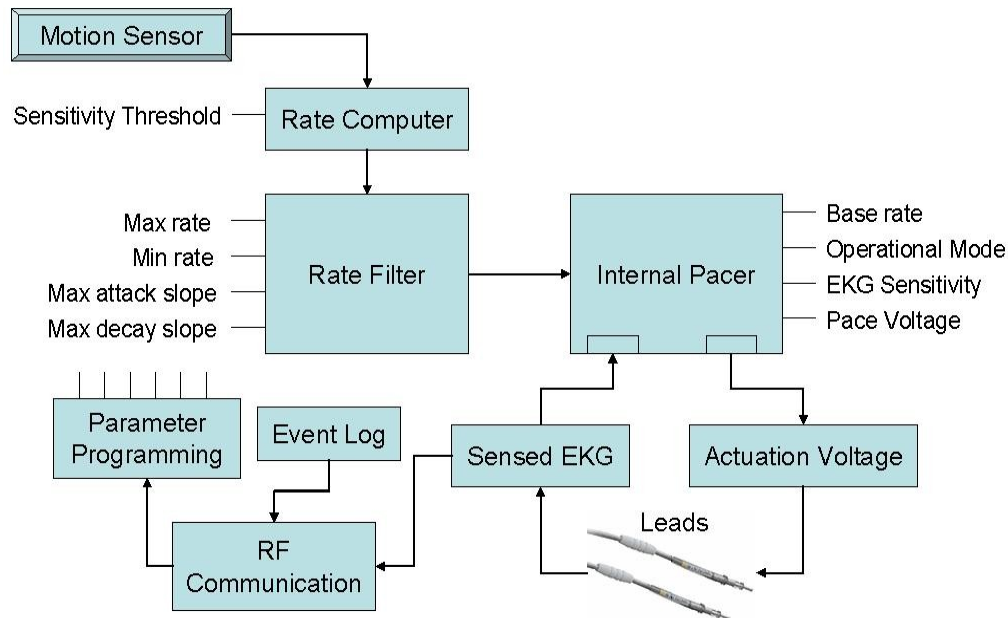 Motion Sensor
Sensitivity Threshold
Rate Computer
Max rate
Min rate
Max attack slope
Max decay slope
Rate Filter
Internal Pacer
Base rate
Operational Mode
EKG Sensitivity
Pace Voltage
Parameter
Programming
Event Log
Sensed EKG
Actuation Voltage
RF
Communication
Leads